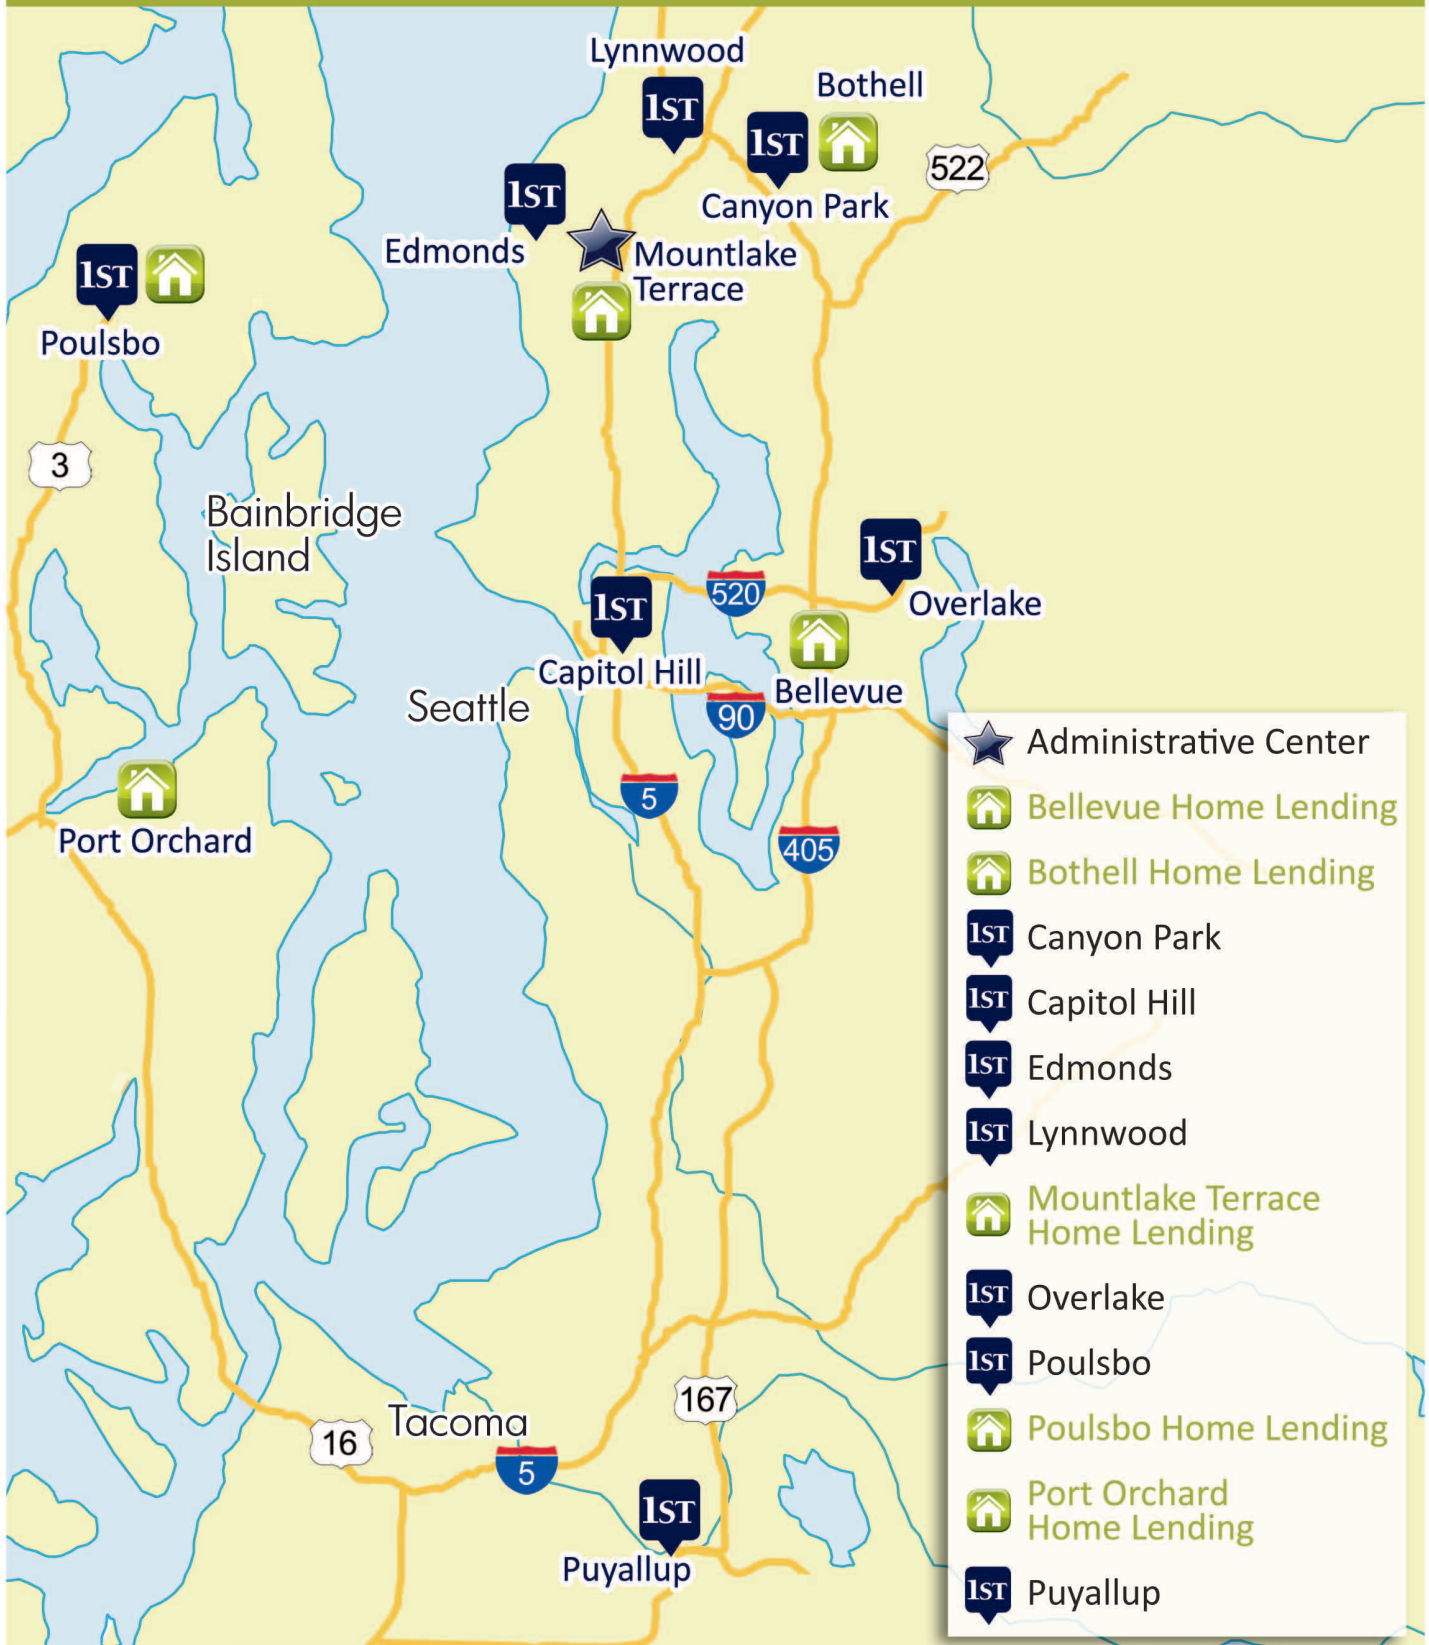 Lynnwood
1ST
Bothell
1ST
522
Canyon Park
1ST
Edmonds
Mountlake
Terrace
1ST
Poulsbo
3
Bainbridge
Island
1ST
Overlake
520
1ST
Capitol Hill
Bellevue
Seattle
90
5
405
Port Orchard
Tacoma
16
167
5
1ST
Puyallup
Administrative Center
Bellevue Home Lending
Bothell Home Lending
1ST Canyon Park
1ST Capitol Hill
1ST Edmonds
1ST Lynnwood
Mountlake Terrace
Home Lending
1ST Overlake
1ST Poulsbo
Poulsbo Home Lending
Port Orchard
Home Lending
1ST Puyallup